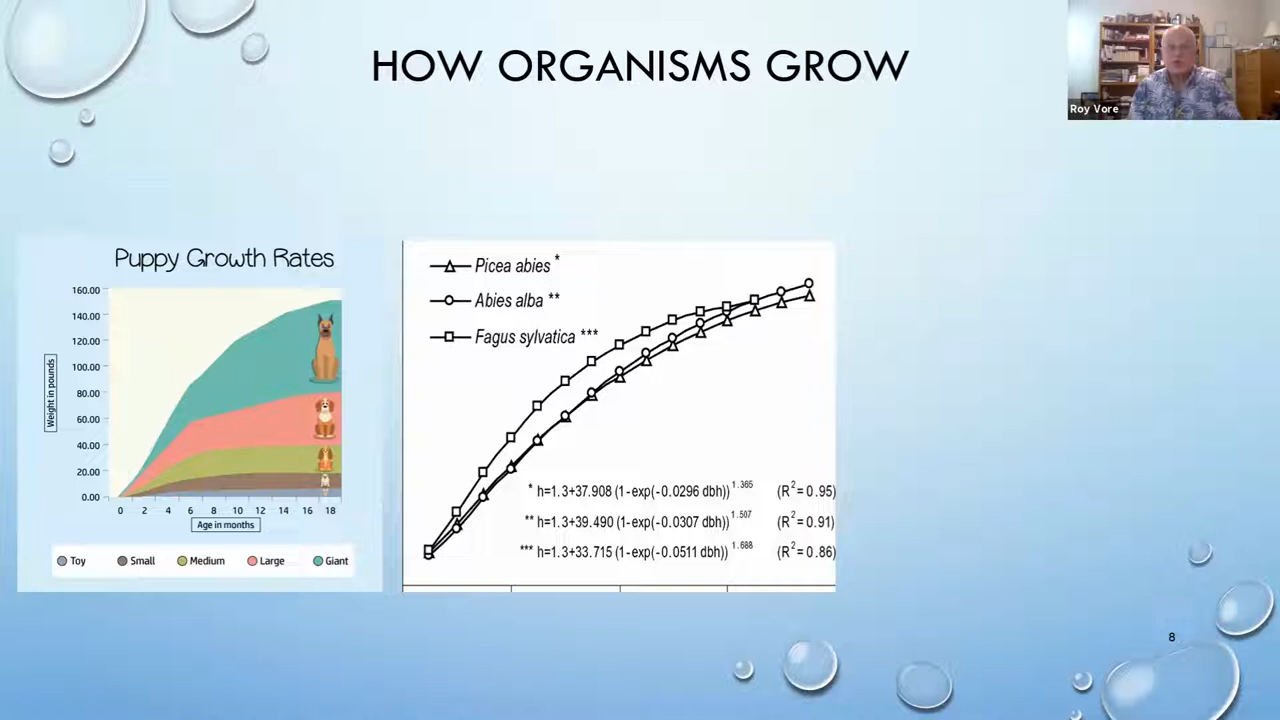 HOW ORGANISMS GROW
Roy Vore
Puppy Growth Rates
160.00
140.00
120.00
100.00
80.00
60.00
40.00
20.00
0.00
Weight in pounds
0 2 4 6 8 10 12 14 16 18
Age in months
Toy Small Medium Large Giant
Picea abies *
Abies alba **
Fagus sylvatica ***
* h=1.3+37.908 (1-exp(-0.0296 dbh))^1.365 (R²=0.95)
** h=1.3+39.490 (1-exp(-0.0307 dbh))^1.507 (R²=0.91)
*** h=1.3+33.715 (1-exp(-0.0511 dbh))^1.688 (R²=0.86)
8